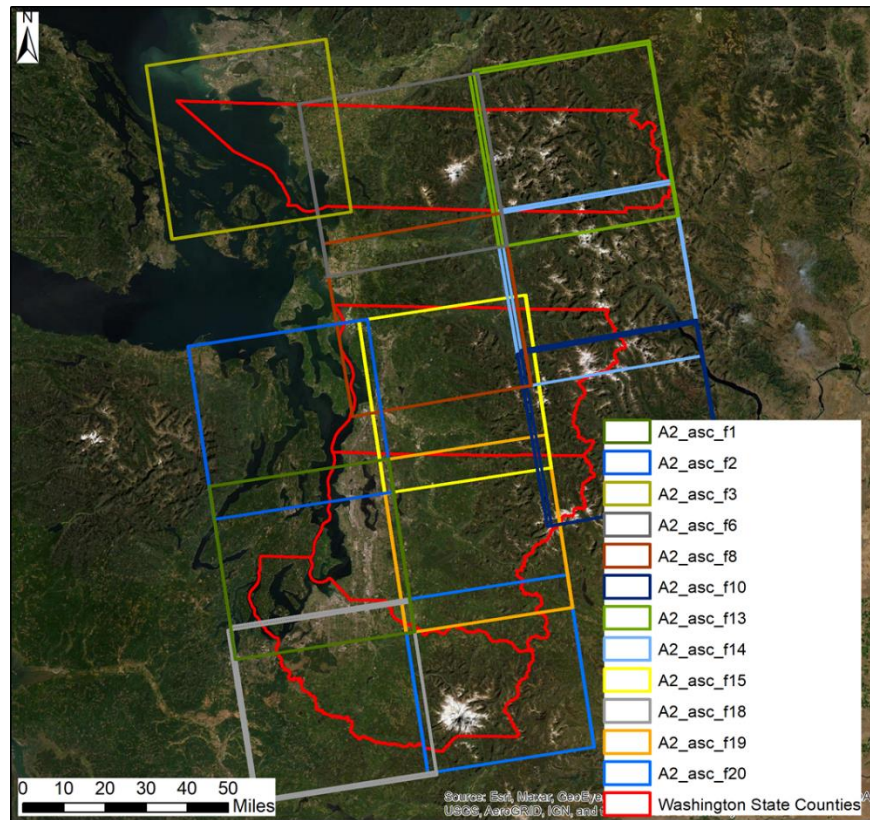 N
A2_asc_f1
A2_asc_f2
A2_asc_f3
A2_asc_f6
A2_asc_f8
A2_asc_f10
A2_asc_f13
A2_asc_f14
A2_asc_f15
A2_asc_f18
A2_asc_f19
A2_asc_f20
Washington State Counties
0 10 20 30 40 50
Miles
Source: Esri, Maxar, GeoEye
USGS, AeroGRID, IGN, and